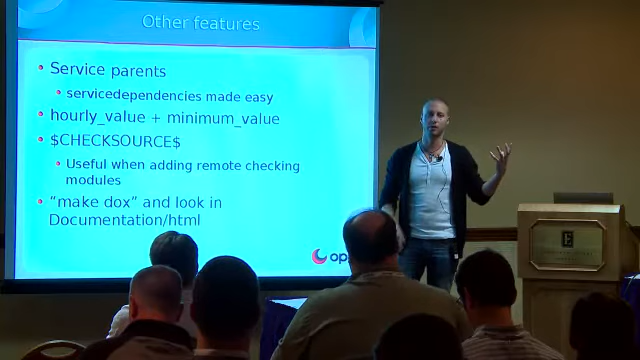 Other features
Service parents
servicedependencies made easy
hourly_value + minimum_value
$CHECKSOURCE$
Useful when adding remote checking
modules
“make dox” and look in
Documentation/html
op